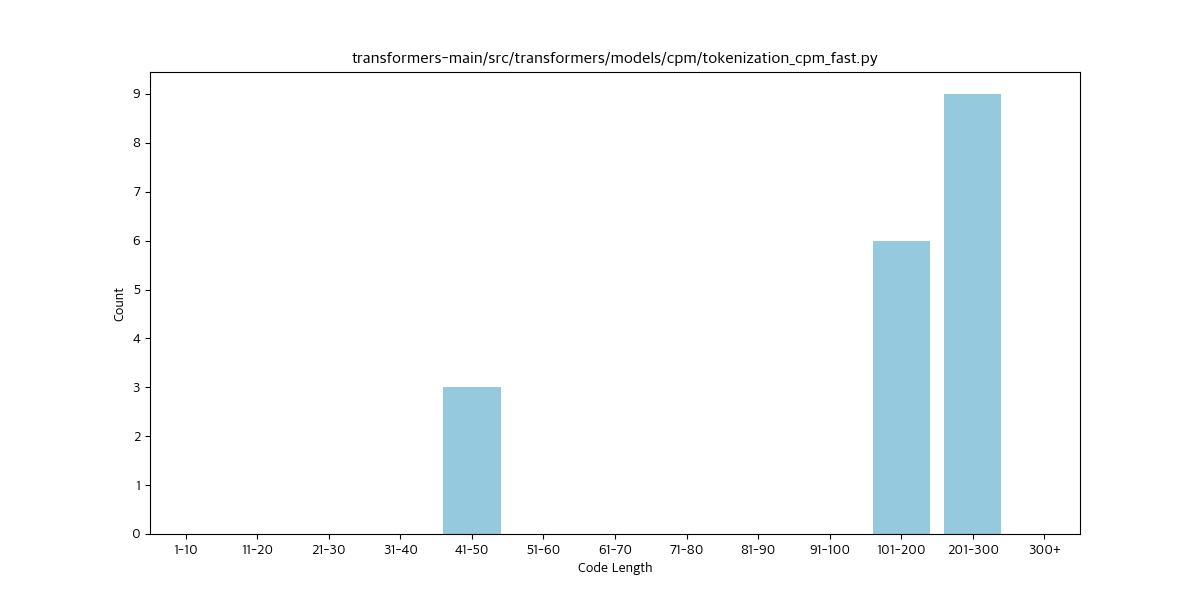 transformers-main/src/transformers/models/cpm/tokenization_cpm_fast.py
9
8
7
6
5
4
3
2
1
0
Count
1-10 11-20 21-30 31-40 41-50 51-60 61-70 71-80 81-90 91-100 101-200 201-300 300+
Code Length